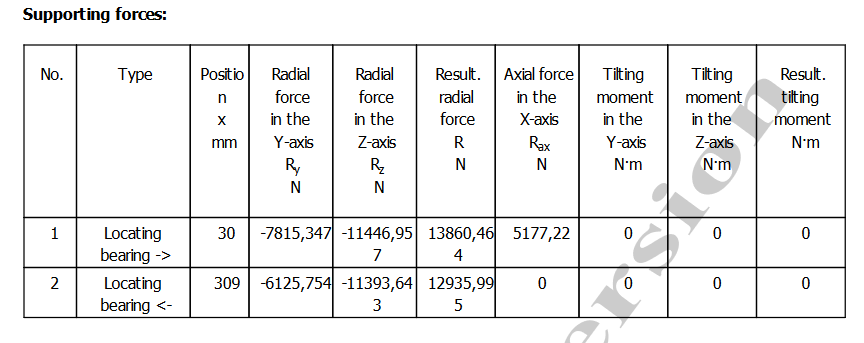 Supporting forces:
No. Type Positio Radial Radial Result. Axial force Tilting Tilting Result.
n force force radial in the moment moment tilting
x in the in the force X-axis in the in the moment
mm Y-axis Z-axis R Rax Y-axis Z-axis N·m
Ry Rz N N N·m N·m
N N
1 Locating 30 -7815,347 -11446,95 13860,46 5177,22 0 0 0
bearing -> 7 4
2 Locating 309 -6125,754 -11393,64 12935,99 0 0 0 0
bearing <- 3 5
ersion